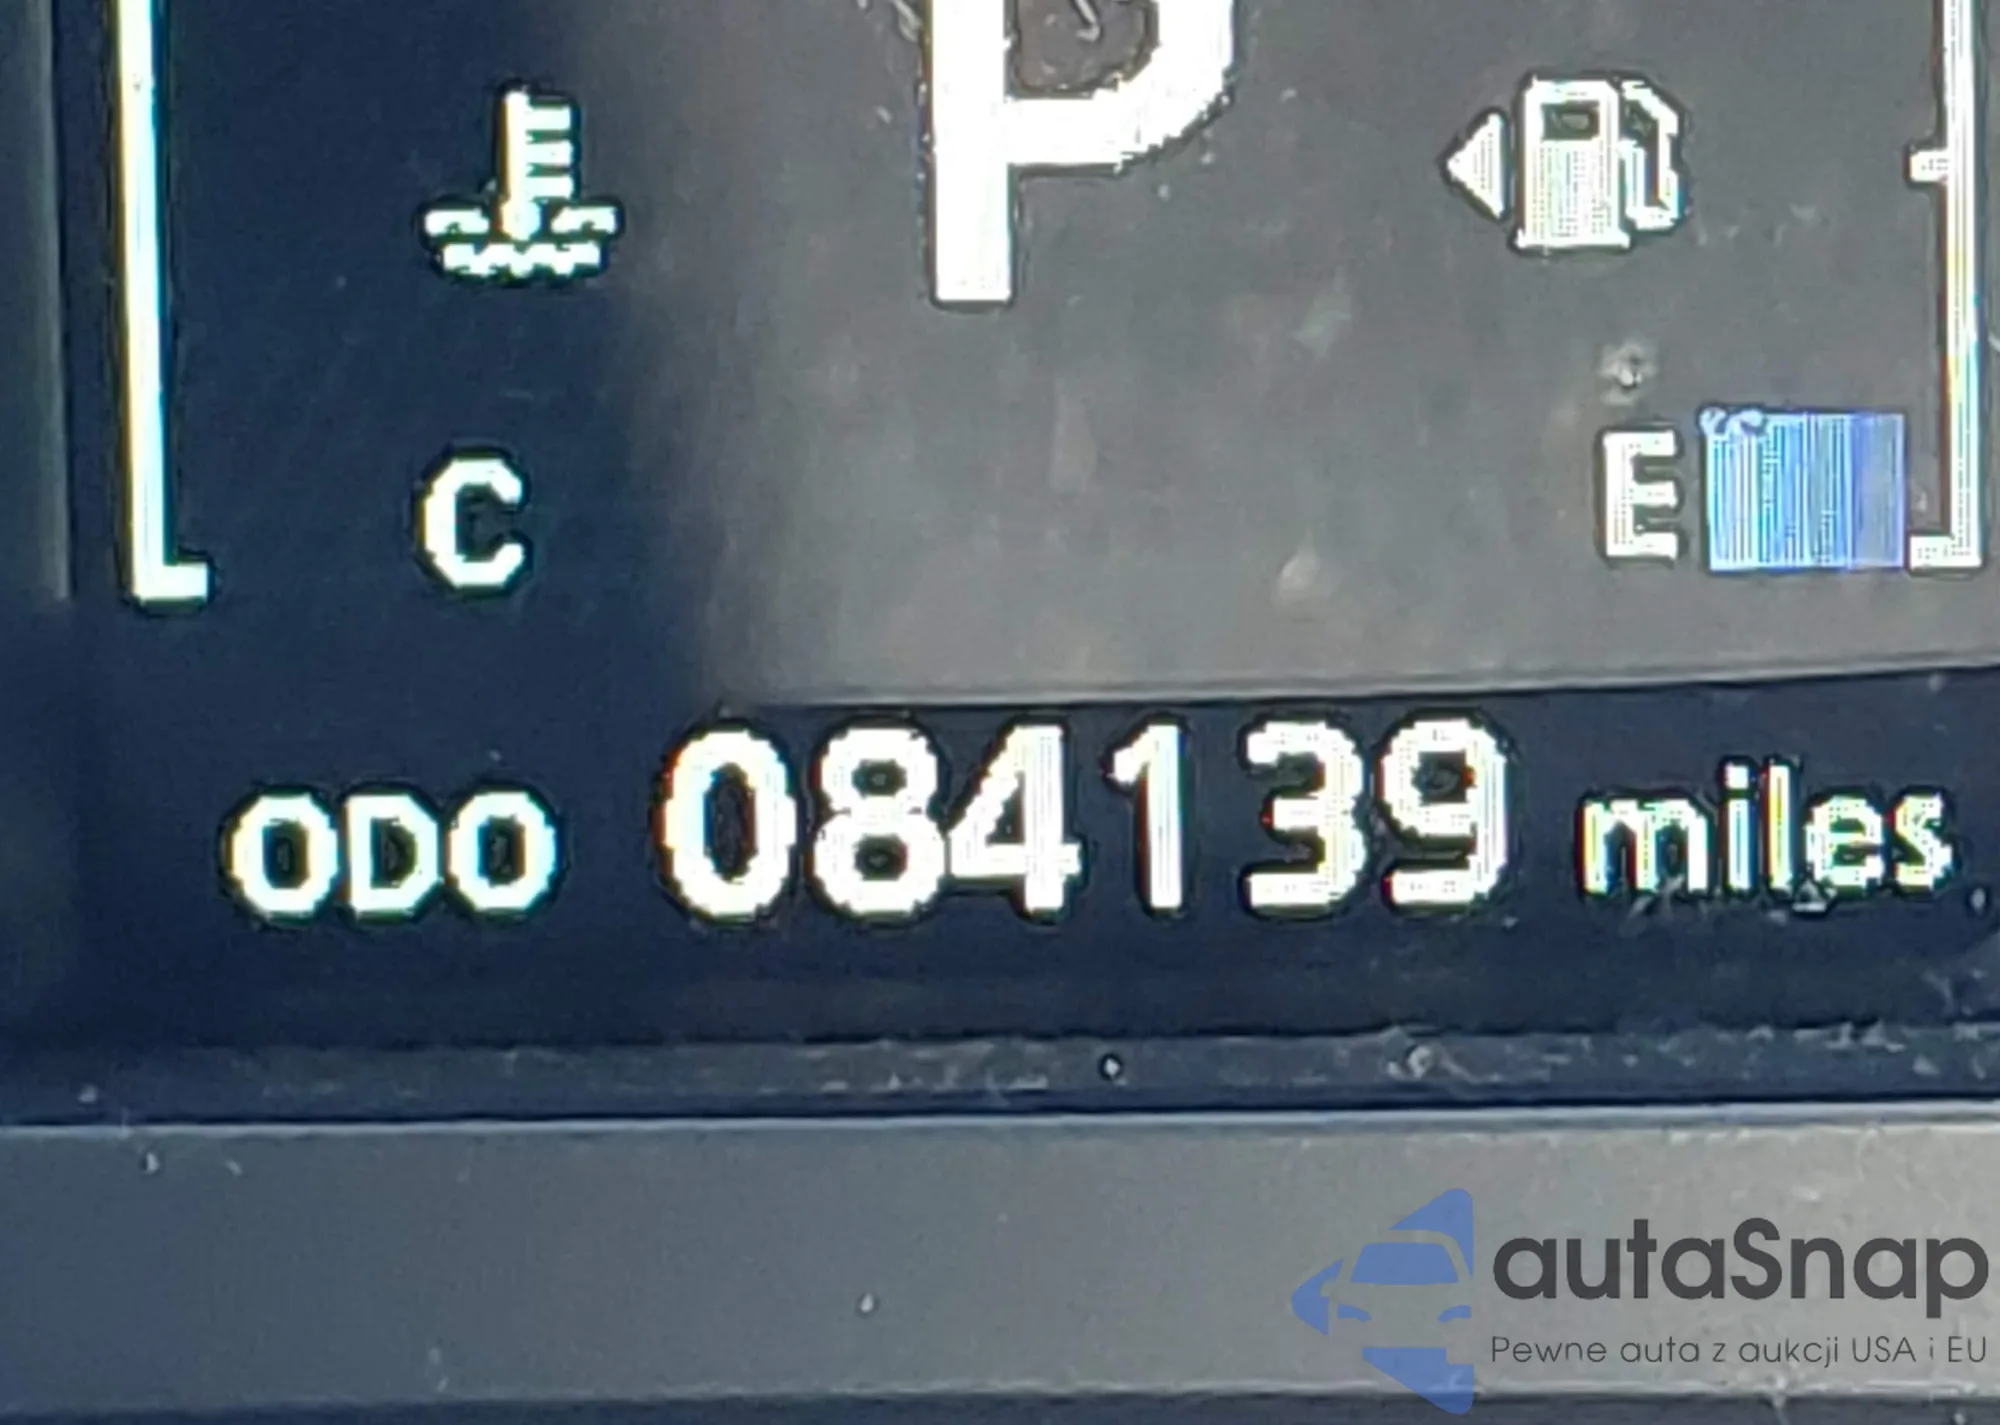 P
C
E
ODO 084139 miles
autaSnap
Pewne auta z aukcji USA i EU